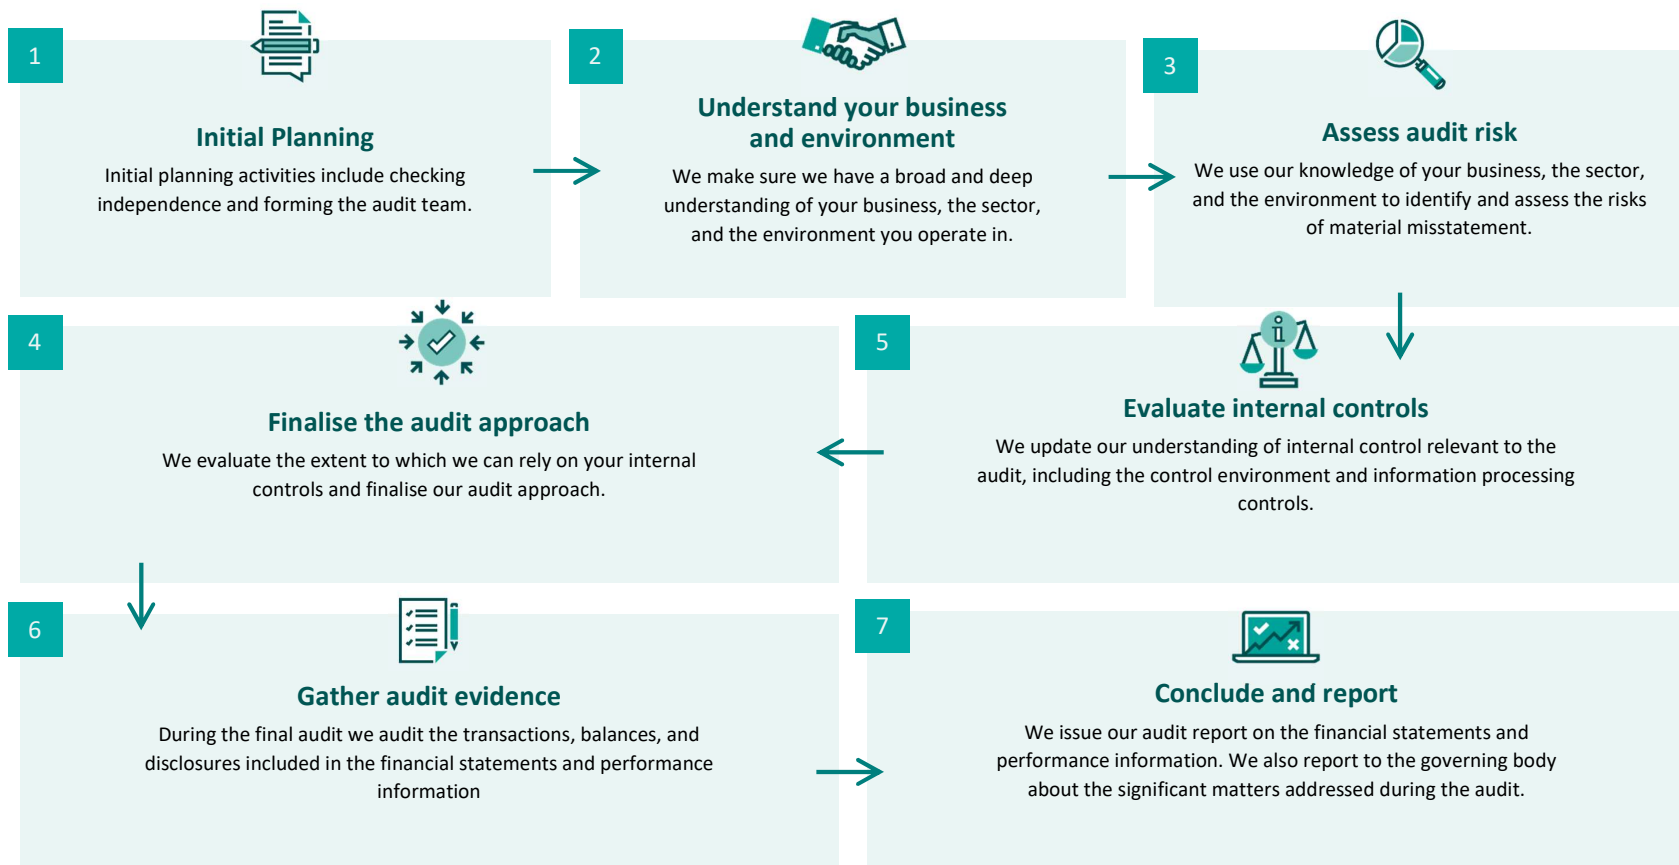 1
Initial Planning
Initial planning activities include checking
independence and forming the audit team.
2
Understand your business
and environment
We make sure we have a broad and deep
understanding of your business, the sector,
and the environment you operate in.
3
Assess audit risk
We use our knowledge of your business, the sector,
and the environment to identify and assess the risks
of material misstatement.
4
Finalise the audit approach
We evaluate the extent to which we can rely on your internal
controls and finalise our audit approach.
5
i
Evaluate internal controls
We update our understanding of internal control relevant to the
audit, including the control environment and information processing
controls.
6
Gather audit evidence
During the final audit we audit the transactions, balances, and
disclosures included in the financial statements and performance
information
7
Conclude and report
We issue our audit report on the financial statements and
performance information. We also report to the governing body
about the significant matters addressed during the audit.